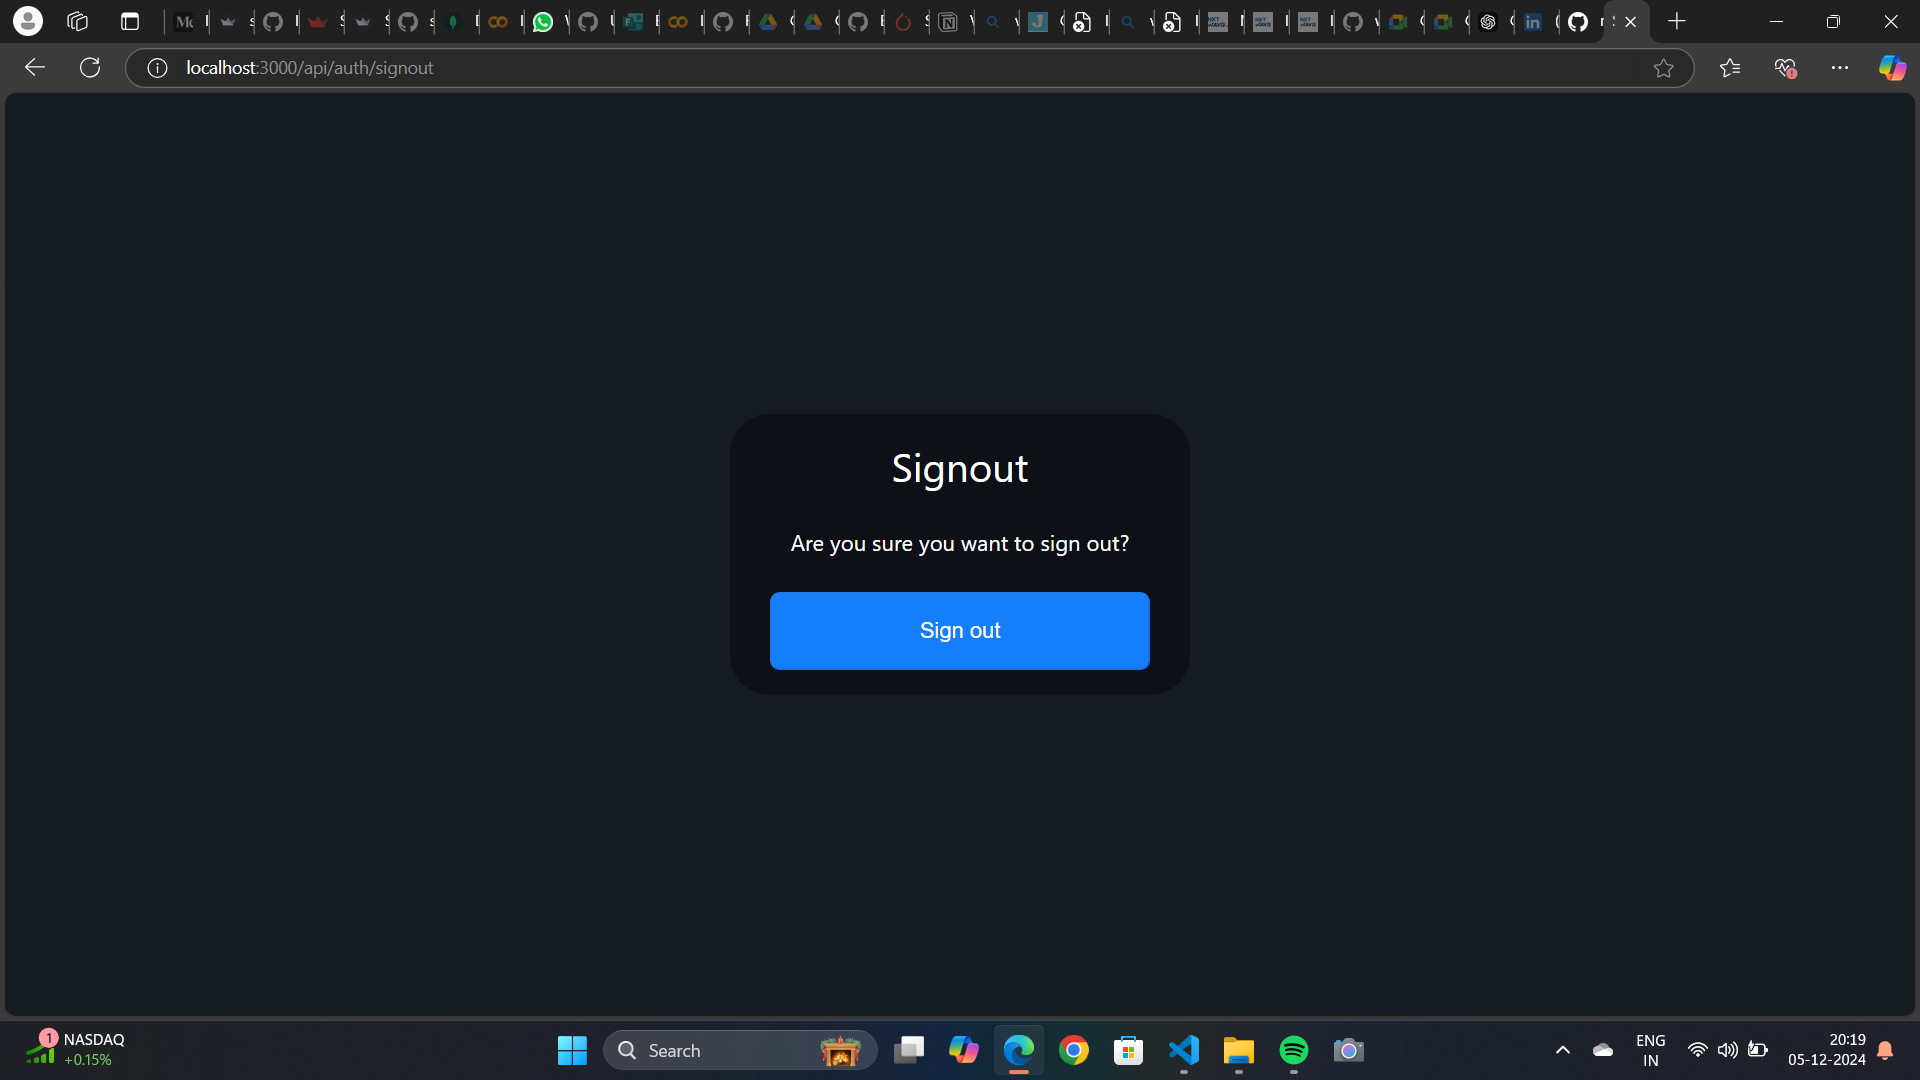 localhost:3000/api/auth/signout
Signout
Are you sure you want to sign out?
Sign out
1
NASDAQ
+0.15%
Search
ENG
IN
20:19
05-12-2024